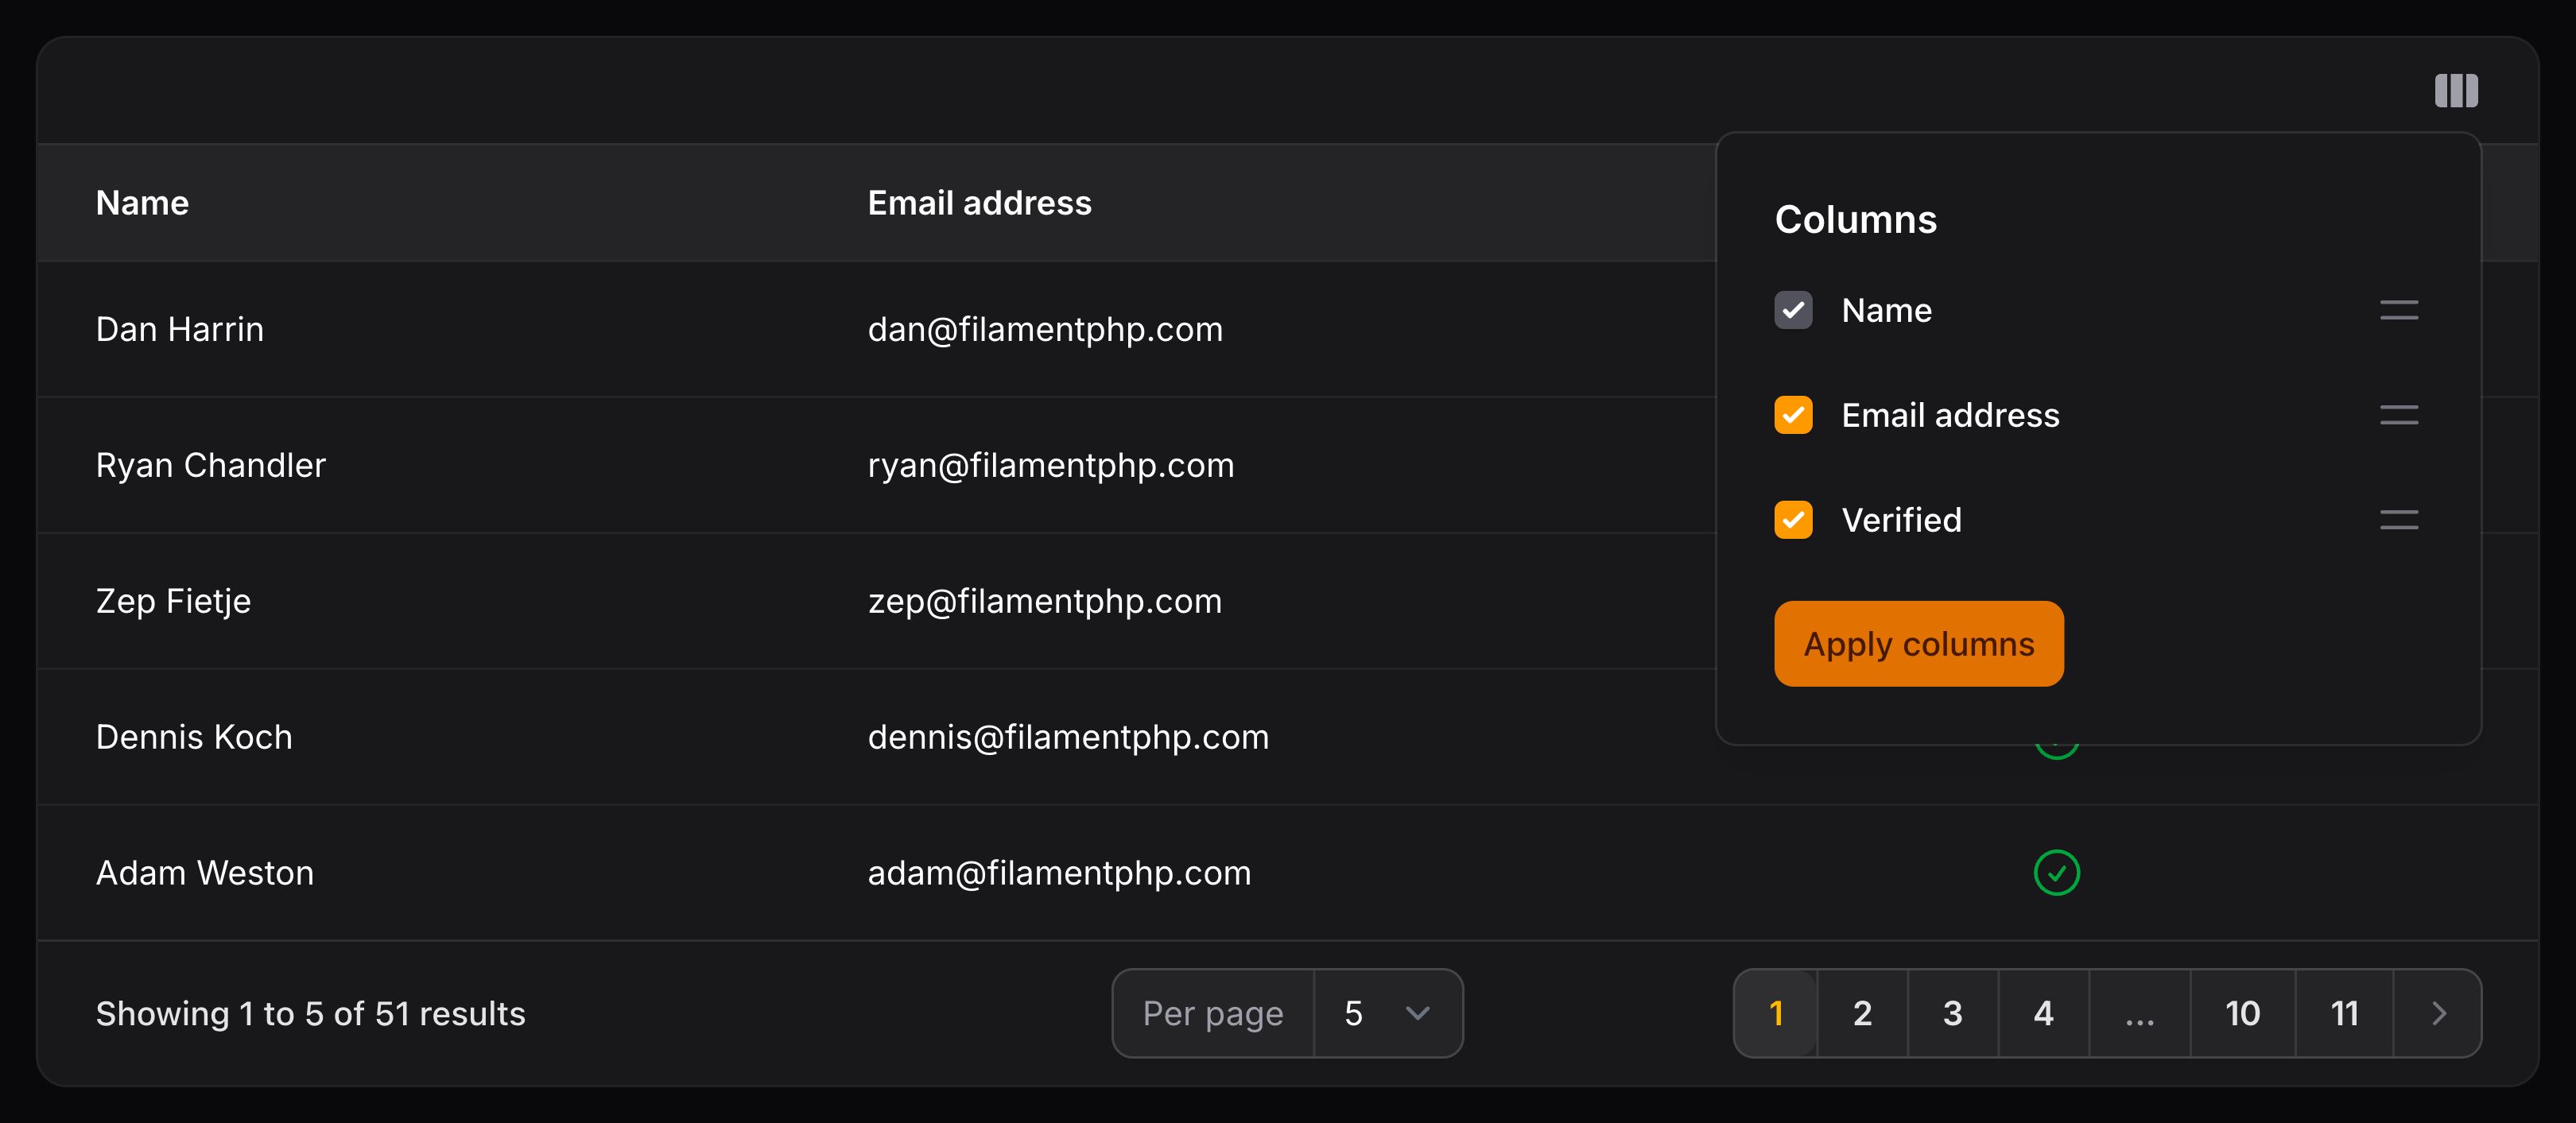 Name Email address
Columns
Name
Email address
Verified
Apply columns
Dan Harrin dan@filamentphp.com
Ryan Chandler ryan@filamentphp.com
Zep Fietje zep@filamentphp.com
Dennis Koch dennis@filamentphp.com
Adam Weston adam@filamentphp.com
Showing 1 to 5 of 51 results Per page 5 1 2 3 4 ... 10 11